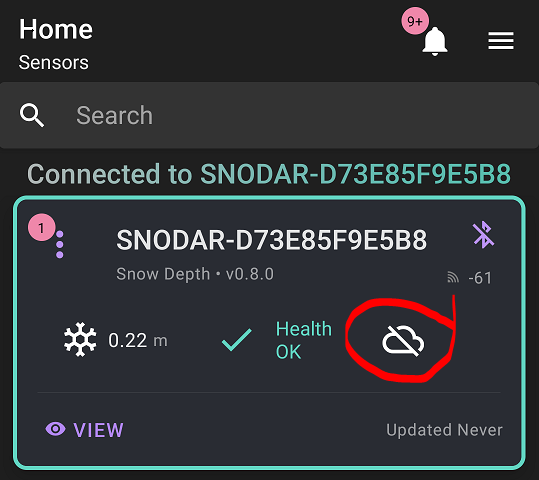 Home
9+
Sensors
Search
Connected to SNODAR-D73E85F9E5B8
1
SNODAR-D73E85F9E5B8
Snow Depth • v0.8.0
-61
0.22 m
Health
OK
VIEW
Updated Never